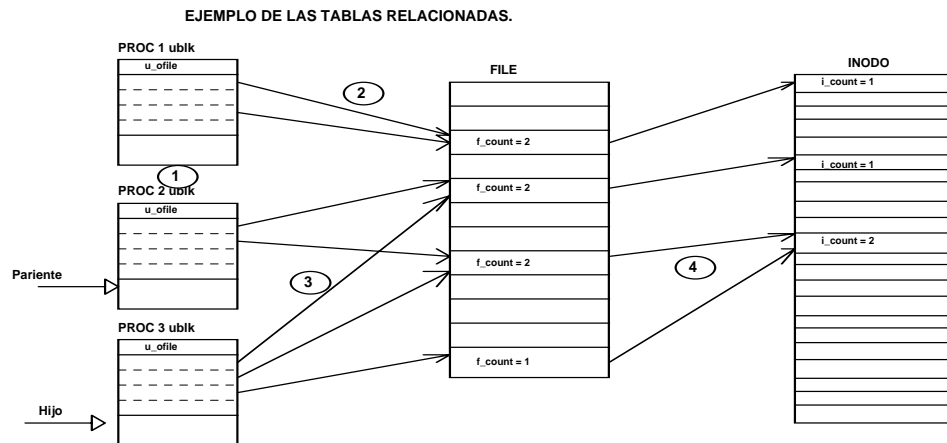 EJEMPLO DE LAS TABLAS RELACIONADAS.
PROC 1 ublk
u_ofile
1
PROC 2 ublk
u_ofile
Pariente
PROC 3 ublk
u_ofile
Hijo
2
3
FILE
f_count = 2
f_count = 2
f_count = 2
f_count = 1
4
INODO
i_count = 1
i_count = 1
i_count = 2